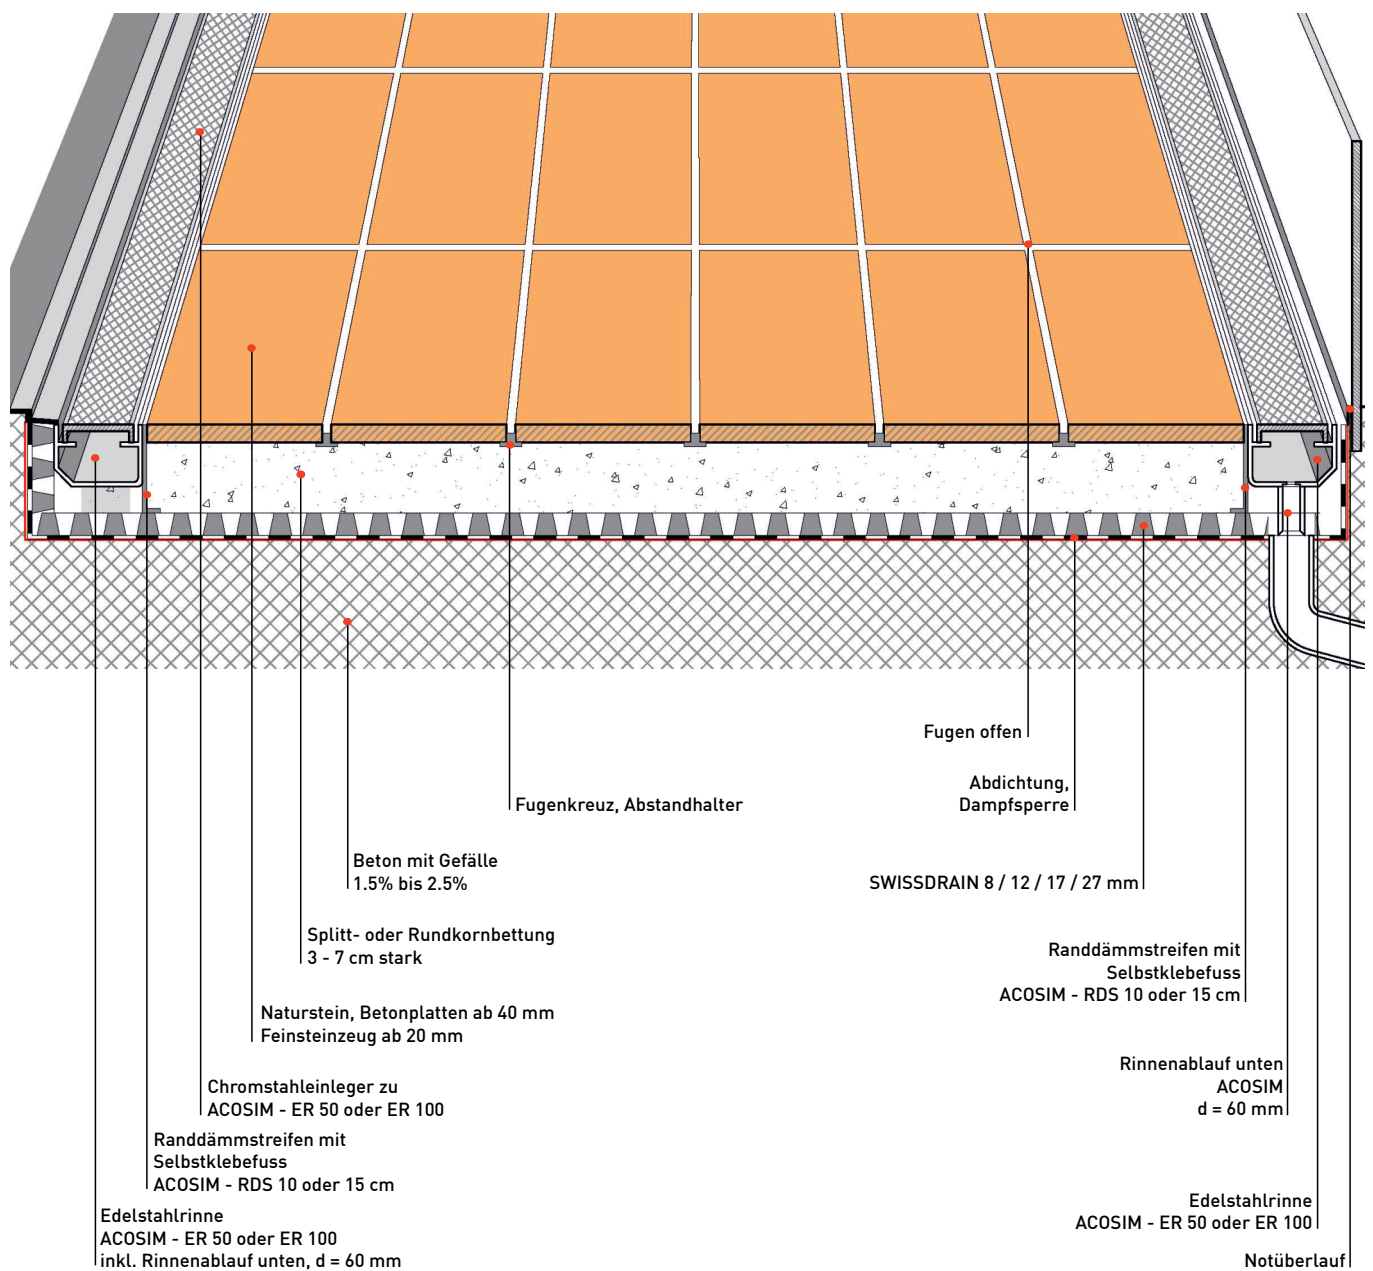 Fugen offen
Abdichtung,
Dampfsperre
Fugenkreuz, Abstandhalter
Beton mit Gefälle
1.5% bis 2.5%
SWISSDRAIN 8 / 12 / 17 / 27 mm
Splitt- oder Rundkornbettung
3 - 7 cm stark
Randdämmstreifen mit
Selbstklebefuss
ACOSIM - RDS 10 oder 15 cm
Naturstein, Betonplatten ab 40 mm
Feinsteinzeug ab 20 mm
Rinnenablauf unten
ACOSIM
d = 60 mm
Chromstahleinleger zu
ACOSIM - ER 50 oder ER 100
Randdämmstreifen mit
Selbstklebefuss
ACOSIM - RDS 10 oder 15 cm
Edelstahlrinne
ACOSIM - ER 50 oder ER 100
Edelstahlrinne
ACOSIM - ER 50 oder ER 100
inkl. Rinnenablauf unten, d = 60 mm
Notüberlauf